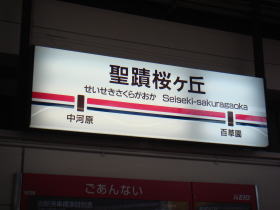 聖蹟桜ヶ丘
せいせきさくらがおか
Seiseki-sakuragaoka
中河原
百草園
ごあんない
KEIO